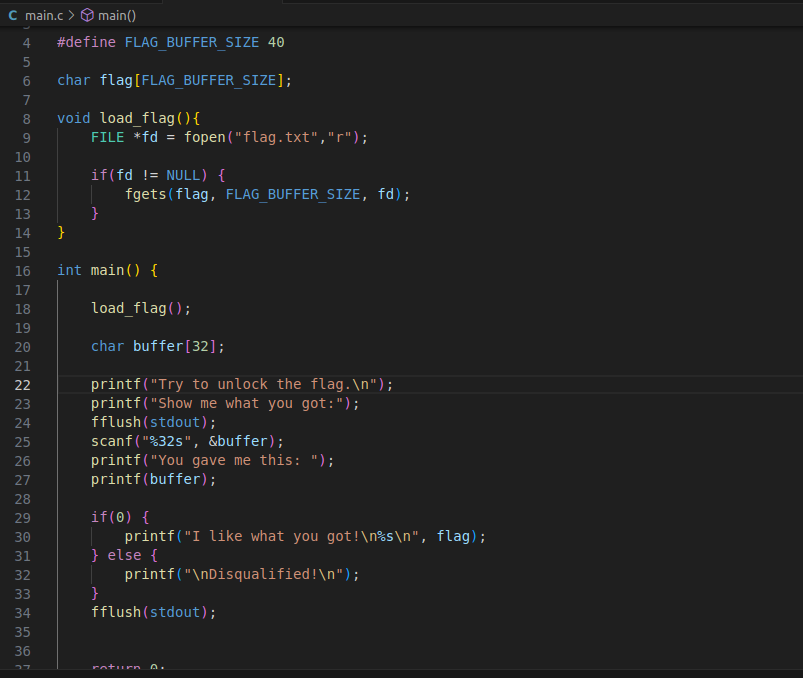 C main.c > main()
4 #define FLAG_BUFFER_SIZE 40
5
6 char flag[FLAG_BUFFER_SIZE];
7
8 void load_flag(){
9     FILE *fd = fopen("flag.txt","r");
10
11     if(fd != NULL) {
12         fgets(flag, FLAG_BUFFER_SIZE, fd);
13     }
14 }
15
16 int main() {
17
18     load_flag();
19
20     char buffer[32];
21
22     printf("Try to unlock the flag.\n");
23     printf("Show me what you got:");
24     fflush(stdout);
25     scanf("%32s", &buffer);
26     printf("You gave me this: ");
27     printf(buffer);
28
29     if(0) {
30         printf("I like what you got!\n%s\n", flag);
31     } else {
32         printf("\nDisqualified!\n");
33     }
34     fflush(stdout);
35
36
37     return 0;